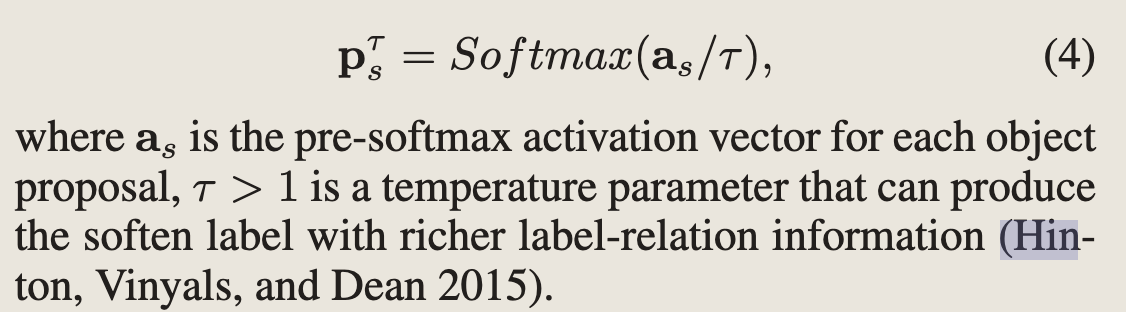 p_s^τ = Softmax(a_s/τ), (4)
where a_s is the pre-softmax activation vector for each object
proposal, τ > 1 is a temperature parameter that can produce
the soften label with richer label-relation information (Hin-
ton, Vinyals, and Dean 2015).